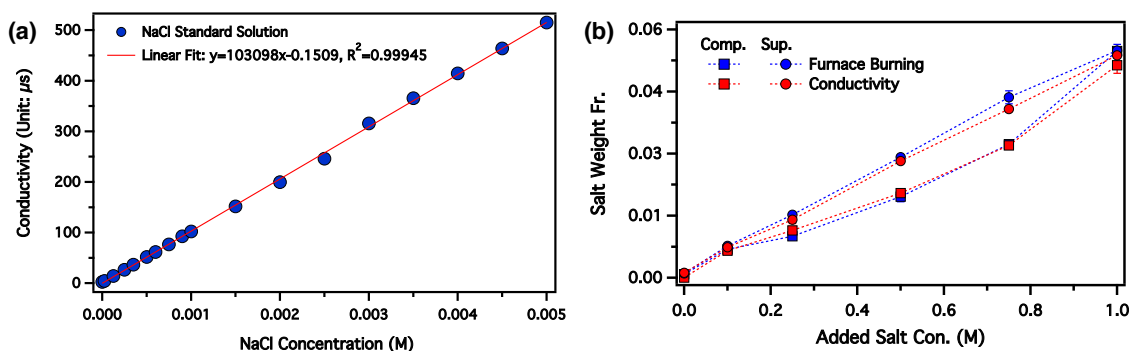 (a)
500
400
300
200
100
0
Conductivity (Unit: µs)
NaCl Standard Solution
Linear Fit: y=103098x-0.1509, R²=0.99945
0.000 0.001 0.002 0.003 0.004 0.005
NaCl Concentration (M)
(b)
0.06
0.04
0.03
0.01
0.00
Salt Weight Fr.
Comp. Sup.
Furnace Burning
Conductivity
0.0 0.2 0.4 0.6 0.8 1.0
Added Salt Con. (M)